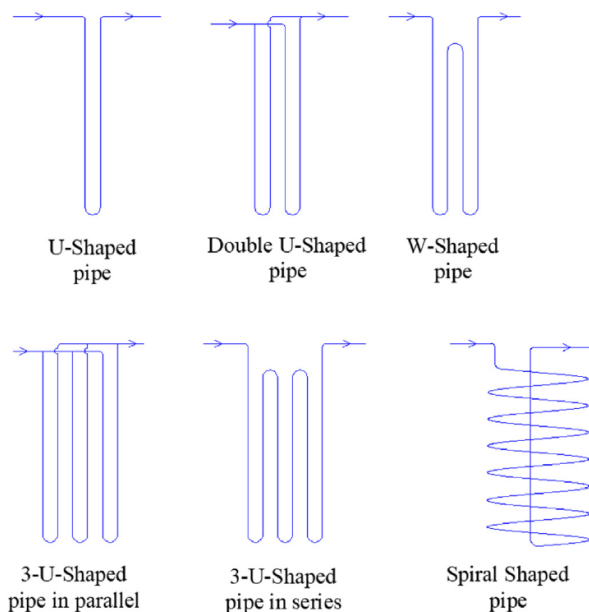 U-Shaped
pipe
Double U-Shaped
pipe
W-Shaped
pipe
3-U-Shaped
pipe in parallel
3-U-Shaped
pipe in series
Spiral Shaped
pipe